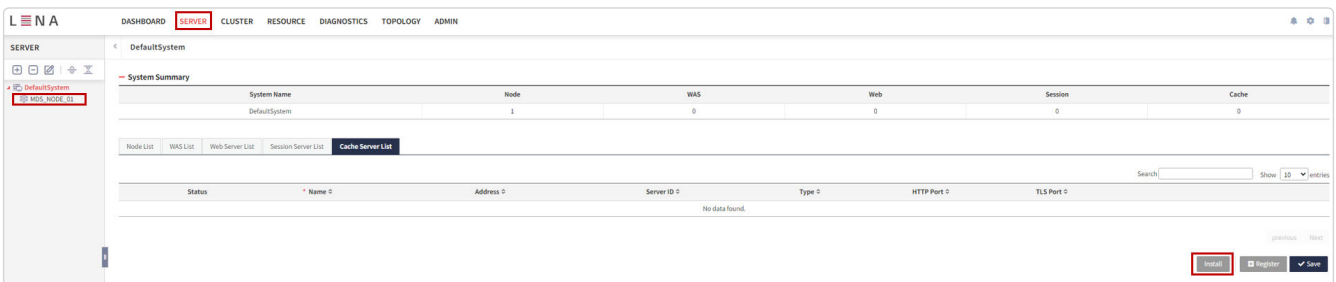 LENA
DASHBOARD SERVER CLUSTER RESOURCE DIAGNOSTICS TOPOLOGY ADMIN
SERVER
DefaultSystem
DefaultSystem
MDS_NODE_01
System Summary
System Name Node WAS Web Session Cache
DefaultSystem 1 0 0 0 0
Node List WAS List Web Server List Session Server List Cache Server List
Search Show 10 entries
Status * Name Address Server ID Type HTTP Port TLS Port
No data found.
previous Next
Install Register Save